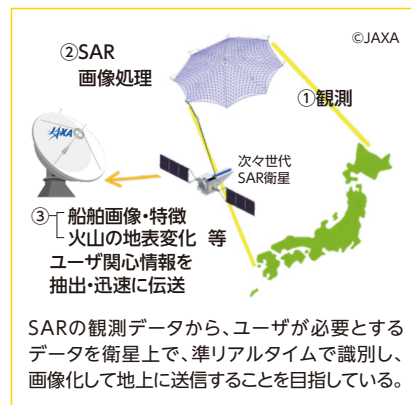 ©JAXA
②SAR
画像処理
①観測
JAXA
次々世代
SAR衛星
③ 船舶画像・特徴
火山の地表変化 等
ユーザ関心情報を
抽出・迅速に伝送
SARの観測データから、ユーザが必要とする
データを衛星上で、準リアルタイムで識別し、
画像化して地上に送信することを目指している。